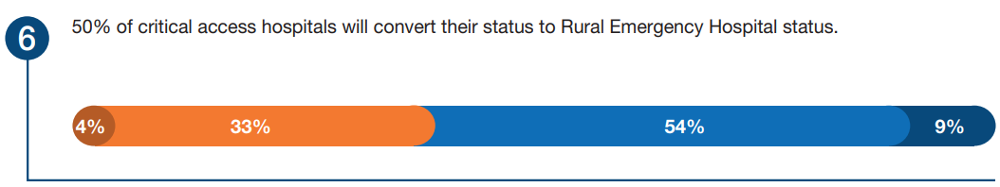 6
50% of critical access hospitals will convert their status to Rural Emergency Hospital status.
4% 33% 54% 9%